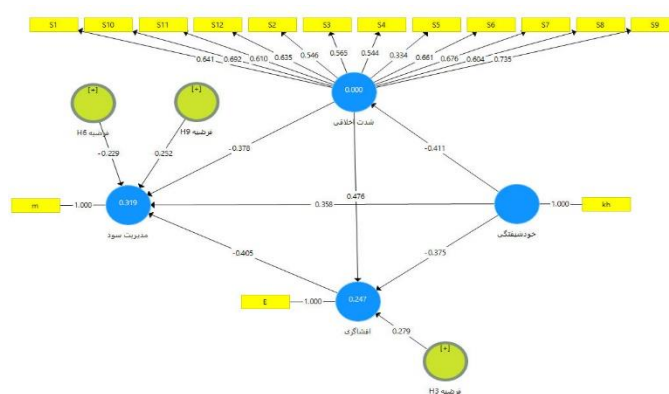 S1 S10 S11 S12 S2 S3 S4 S5 S6 S7 S8 S9
0.641 0.692 0.610 0.635 0.546 0.565 0.544 0.334 0.661 0.676 0.604 0.735
[+] [+]
0.000
شدت اخلاقی
فرضیه H6 فرضیه H9
-0.229 0.252 -0.378 -0.411
m 1.000 0.319 0.358 0.476 1.000 kh
مدیریت سود خودشیفتگی
-0.405 -0.375
E 1.000 0.247
افشاگری
0.279
[+]
فرضیه H3